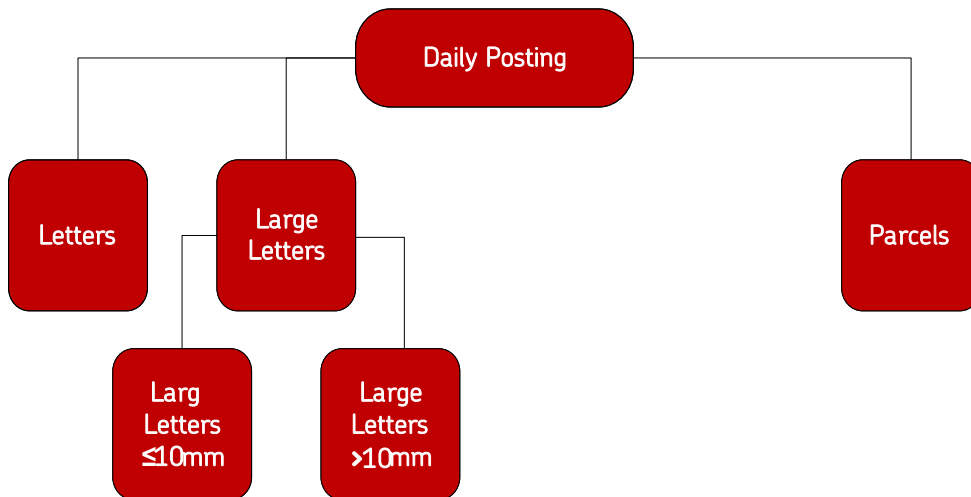 Daily Posting
Letters
Large
Letters
Parcels
Larg
Letters
≤10mm
Large
Letters
>10mm